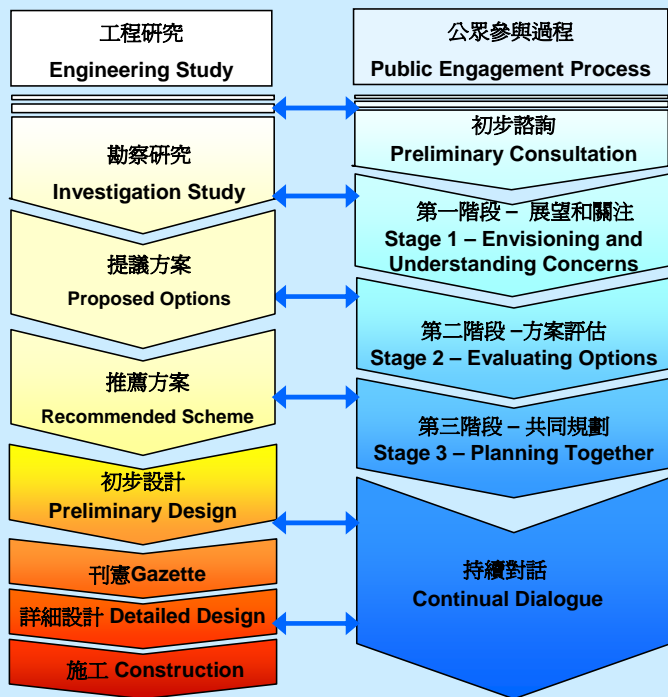 工程研究
Engineering Study
勘察研究
Investigation Study
提議方案
Proposed Options
推薦方案
Recommended Scheme
初步設計
Preliminary Design
刊憲Gazette
詳細設計 Detailed Design
施工 Construction
公眾參與過程
Public Engagement Process
初步諮詢
Preliminary Consultation
第一階段 – 展望和關注
Stage 1 – Envisioning and
Understanding Concerns
第二階段 –方案評估
Stage 2 – Evaluating Options
第三階段 – 共同規劃
Stage 3 – Planning Together
持續對話
Continual Dialogue